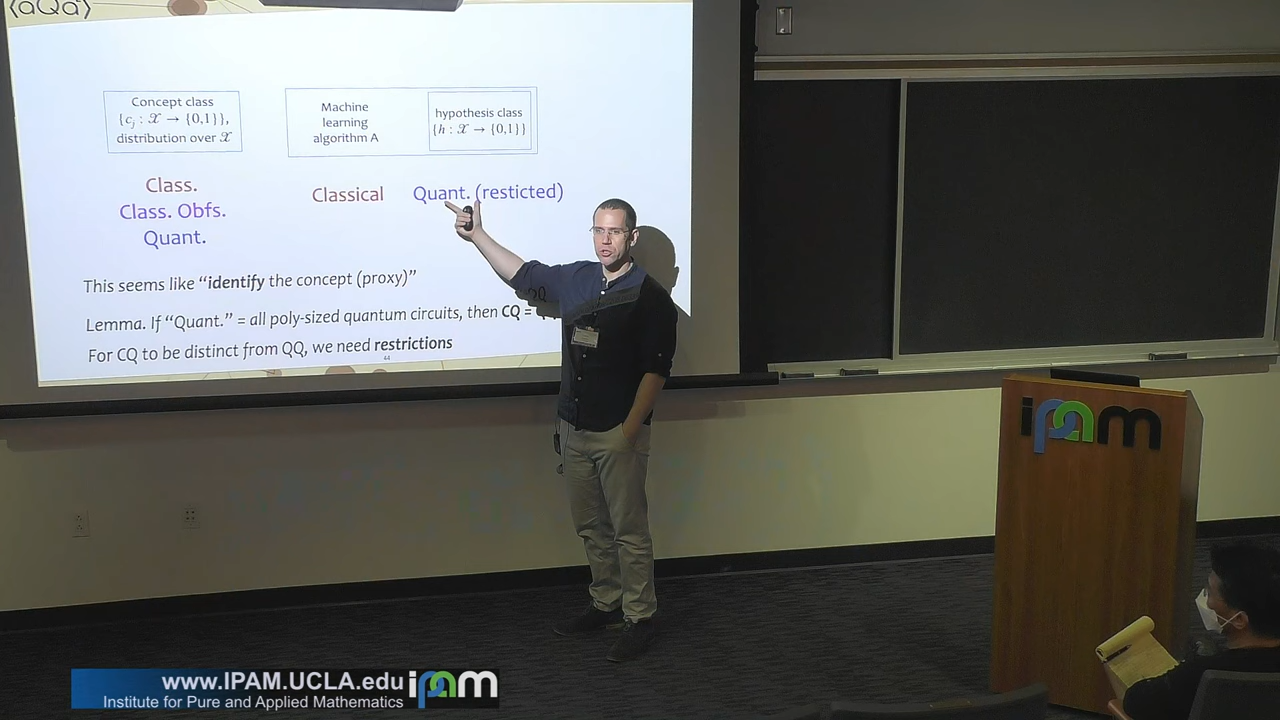 ⟨aQaᴸ⟩
Concept class
{cⱼ : 𝒳 → {0,1}},
distribution over 𝒳
Machine
learning
algorithm A
hypothesis class
{h : 𝒳 → {0,1}}
Class.
Class. Obfs.
Quant.
Classical
Quant. (resticted)
This seems like “identify the concept (proxy)”
Lemma. If “Quant.” = all poly-sized quantum circuits, then CQ =
For CQ to be distinct from QQ, we need restrictions
44
ipam
www.IPAM.UCLA.edu
Institute for Pure and Applied Mathematics
ipam